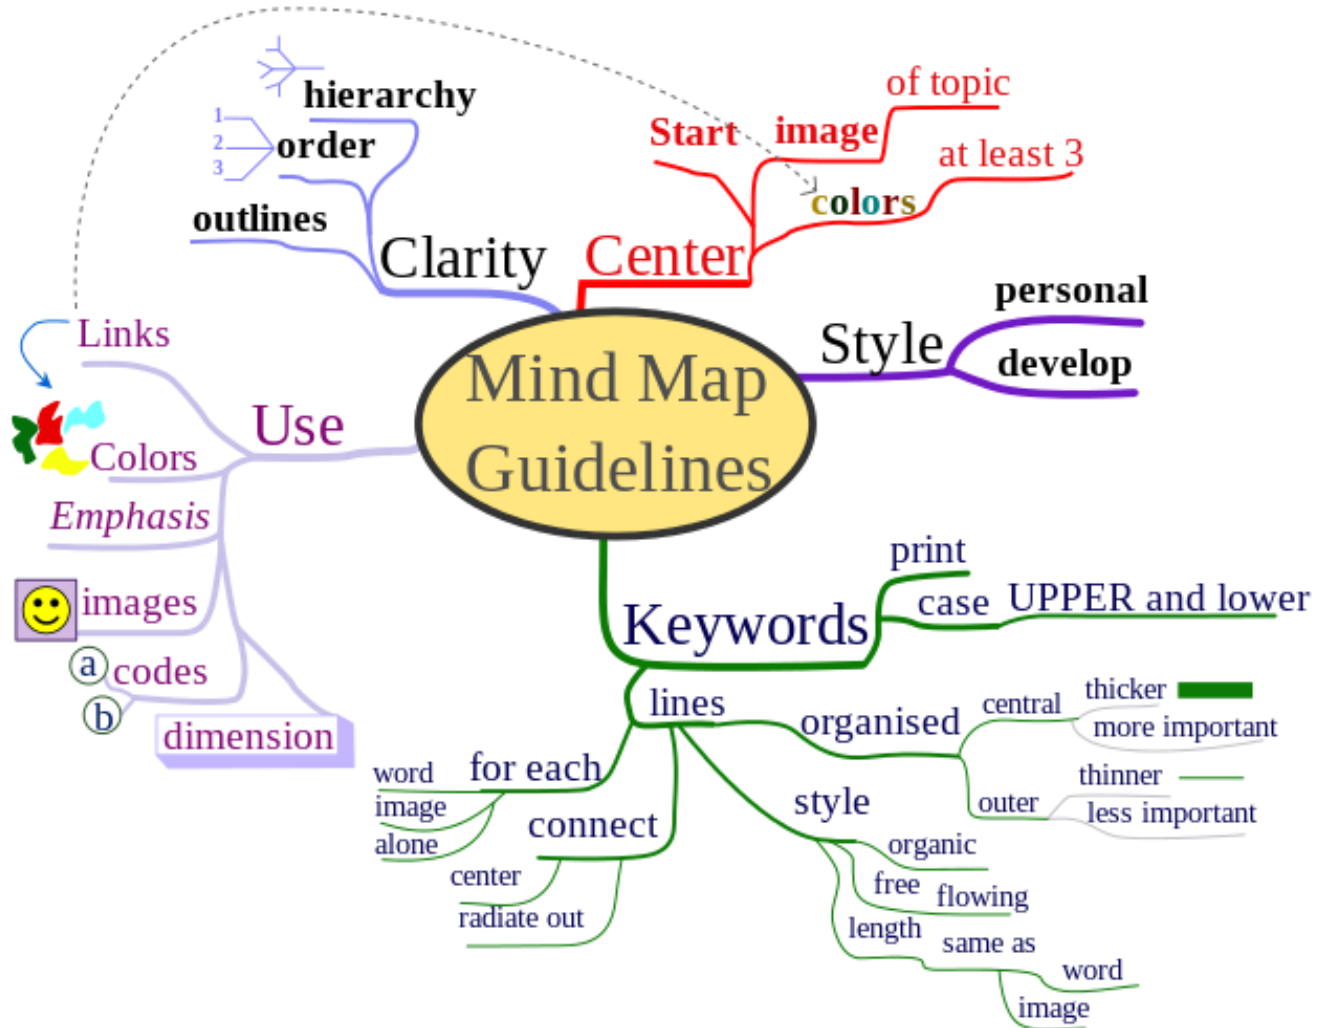 Mind Map
Guidelines
Center
Start
image
of topic
colors
at least 3
Style
personal
develop
Keywords
print
case
UPPER and lower
lines
organised
central
thicker
more important
outer
thinner
less important
style
organic
free
flowing
length
same as
word
image
connect
center
radiate out
for each
word
image
alone
Use
Links
Colors
Emphasis
images
codes
a
b
dimension
Clarity
hierarchy
order
1
2
3
outlines